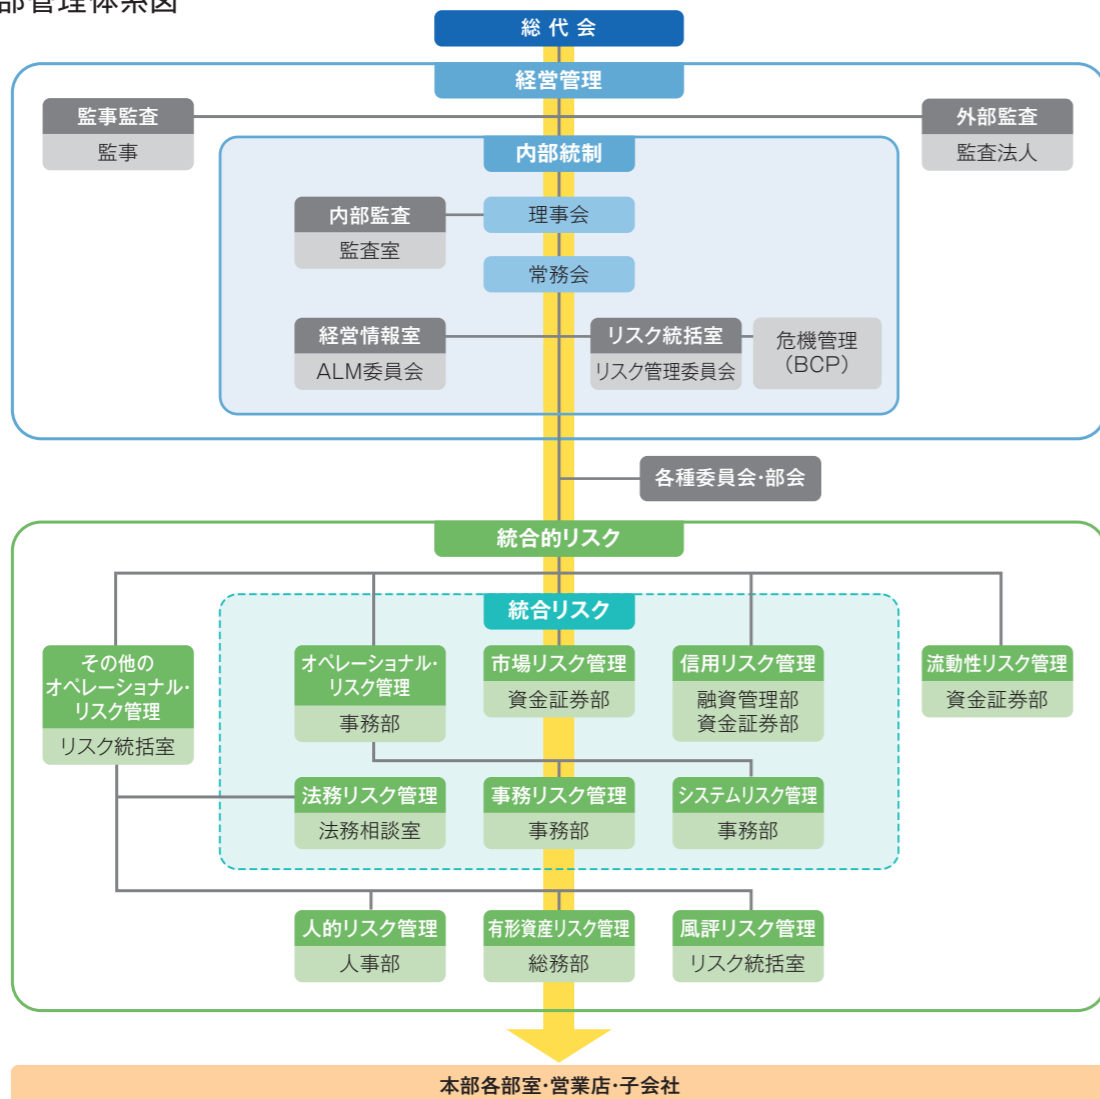 部管理体系図
総代会
経営管理
監事監査
監事
外部監査
監査法人
内部統制
内部監査
監査室
理事会
常務会
経営情報室
ALM委員会
リスク統括室
リスク管理委員会
危機管理
（BCP）
各種委員会・部会
統合的リスク
統合リスク
その他の
オペレーショナル・
リスク管理
リスク統括室
オペレーショナル・
リスク管理
事務部
市場リスク管理
資金証券部
信用リスク管理
融資管理部
資金証券部
流動性リスク管理
資金証券部
法務リスク管理
法務相談室
事務リスク管理
事務部
システムリスク管理
事務部
人的リスク管理
人事部
有形資産リスク管理
総務部
風評リスク管理
リスク統括室
本部各部室・営業店・子会社